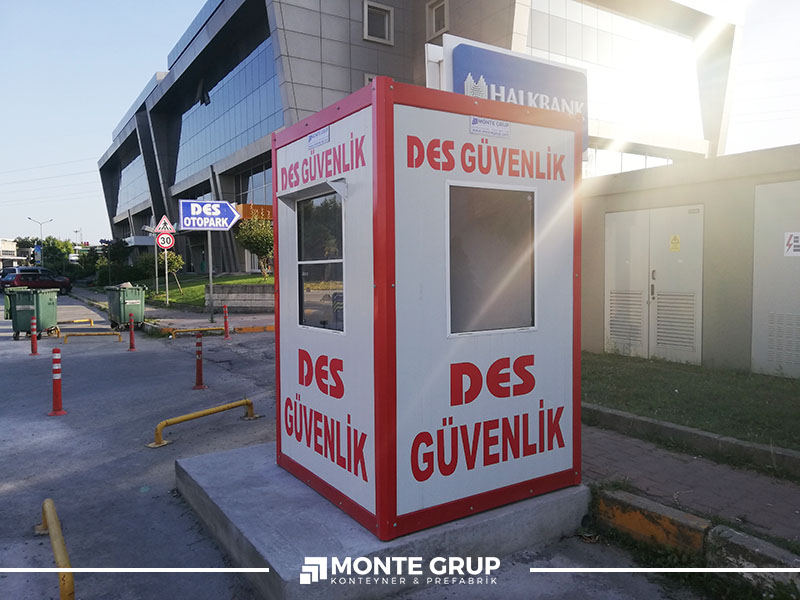 HALKBANK
MONTE GRUP
DES GÜVENLİK
DES GÜVENLİK
DES
OTOPARK
30
DES
GÜVENLİK
DES
GÜVENLİK
MONTE GRUP
KONTEYNER & PREFABRİK